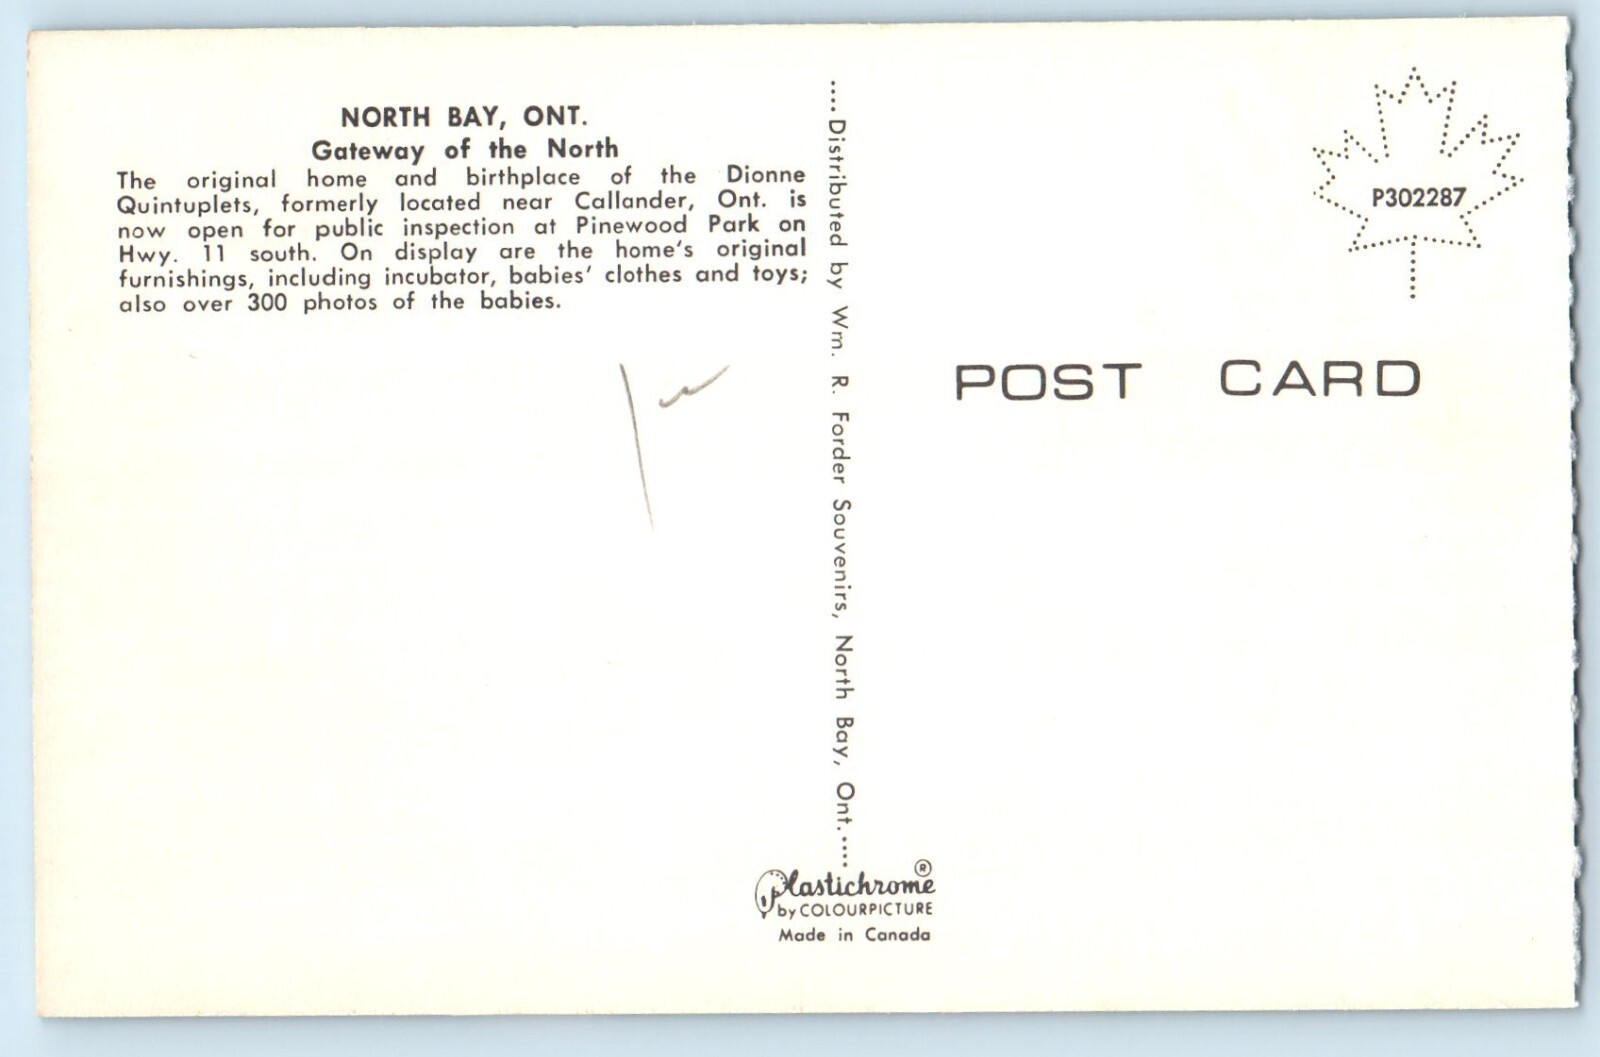 NORTH BAY, ONT.
Gateway of the North
The original home and birthplace of the Dionne
Quintuplets, formerly located near Callander, Ont. is
now open for public inspection at Pinewood Park on
Hwy. 11 south. On display are the home's original
furnishings, including incubator, babies' clothes and toys;
also over 300 photos of the babies.
....Distributed by Wm. R. Forder Souvenirs, North Bay, Ont.....
P302287
POST CARD
Plastichrome®
by COLOURPICTURE
Made in Canada